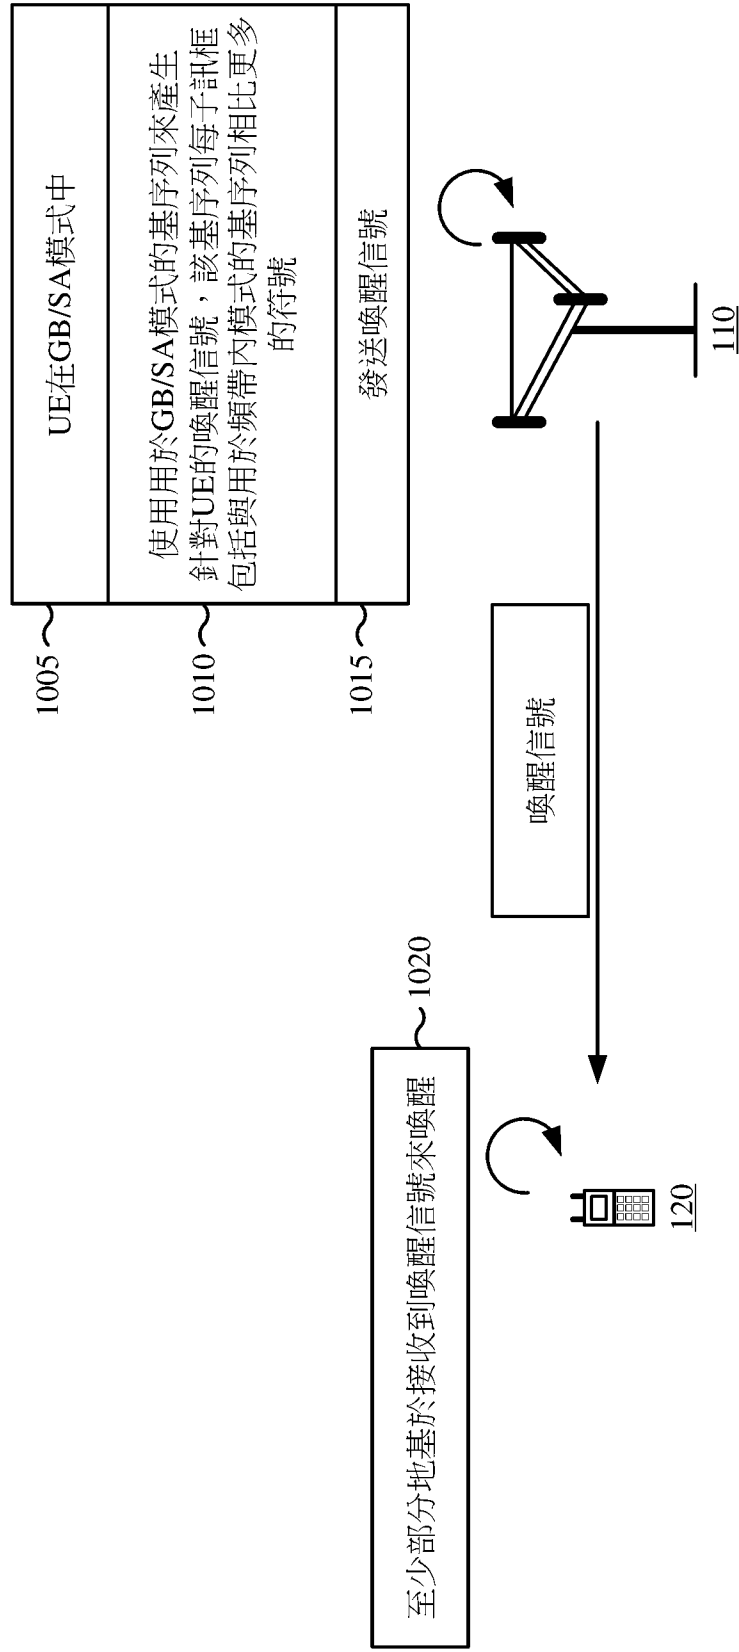 UE在GB/SA模式中
使用用於GB/SA模式的基序列來產生
針對UE的喚醒信號，該基序列每子訊框
包括與用於頻帶內模式的基序列相比更多
的符號
發送喚醒信號
1005
1010
1015
110
喚醒信號
1020
至少部分地基於接收到喚醒信號來喚醒
120